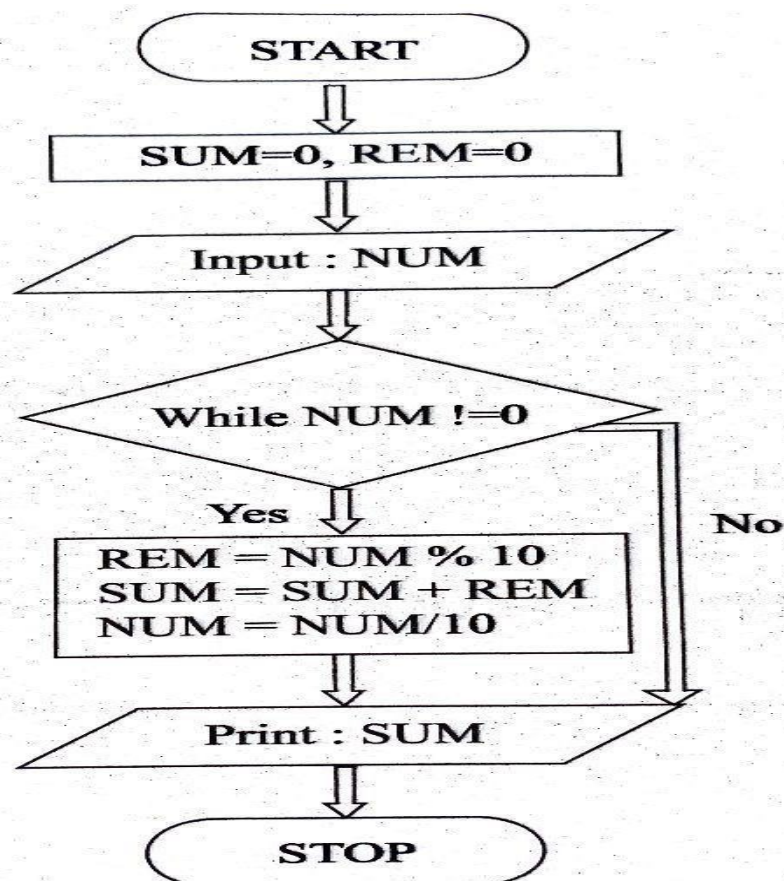 START
SUM=0, REM=0
Input : NUM
While NUM !=0
Yes
No
REM = NUM % 10
SUM = SUM + REM
NUM = NUM/10
Print : SUM
STOP